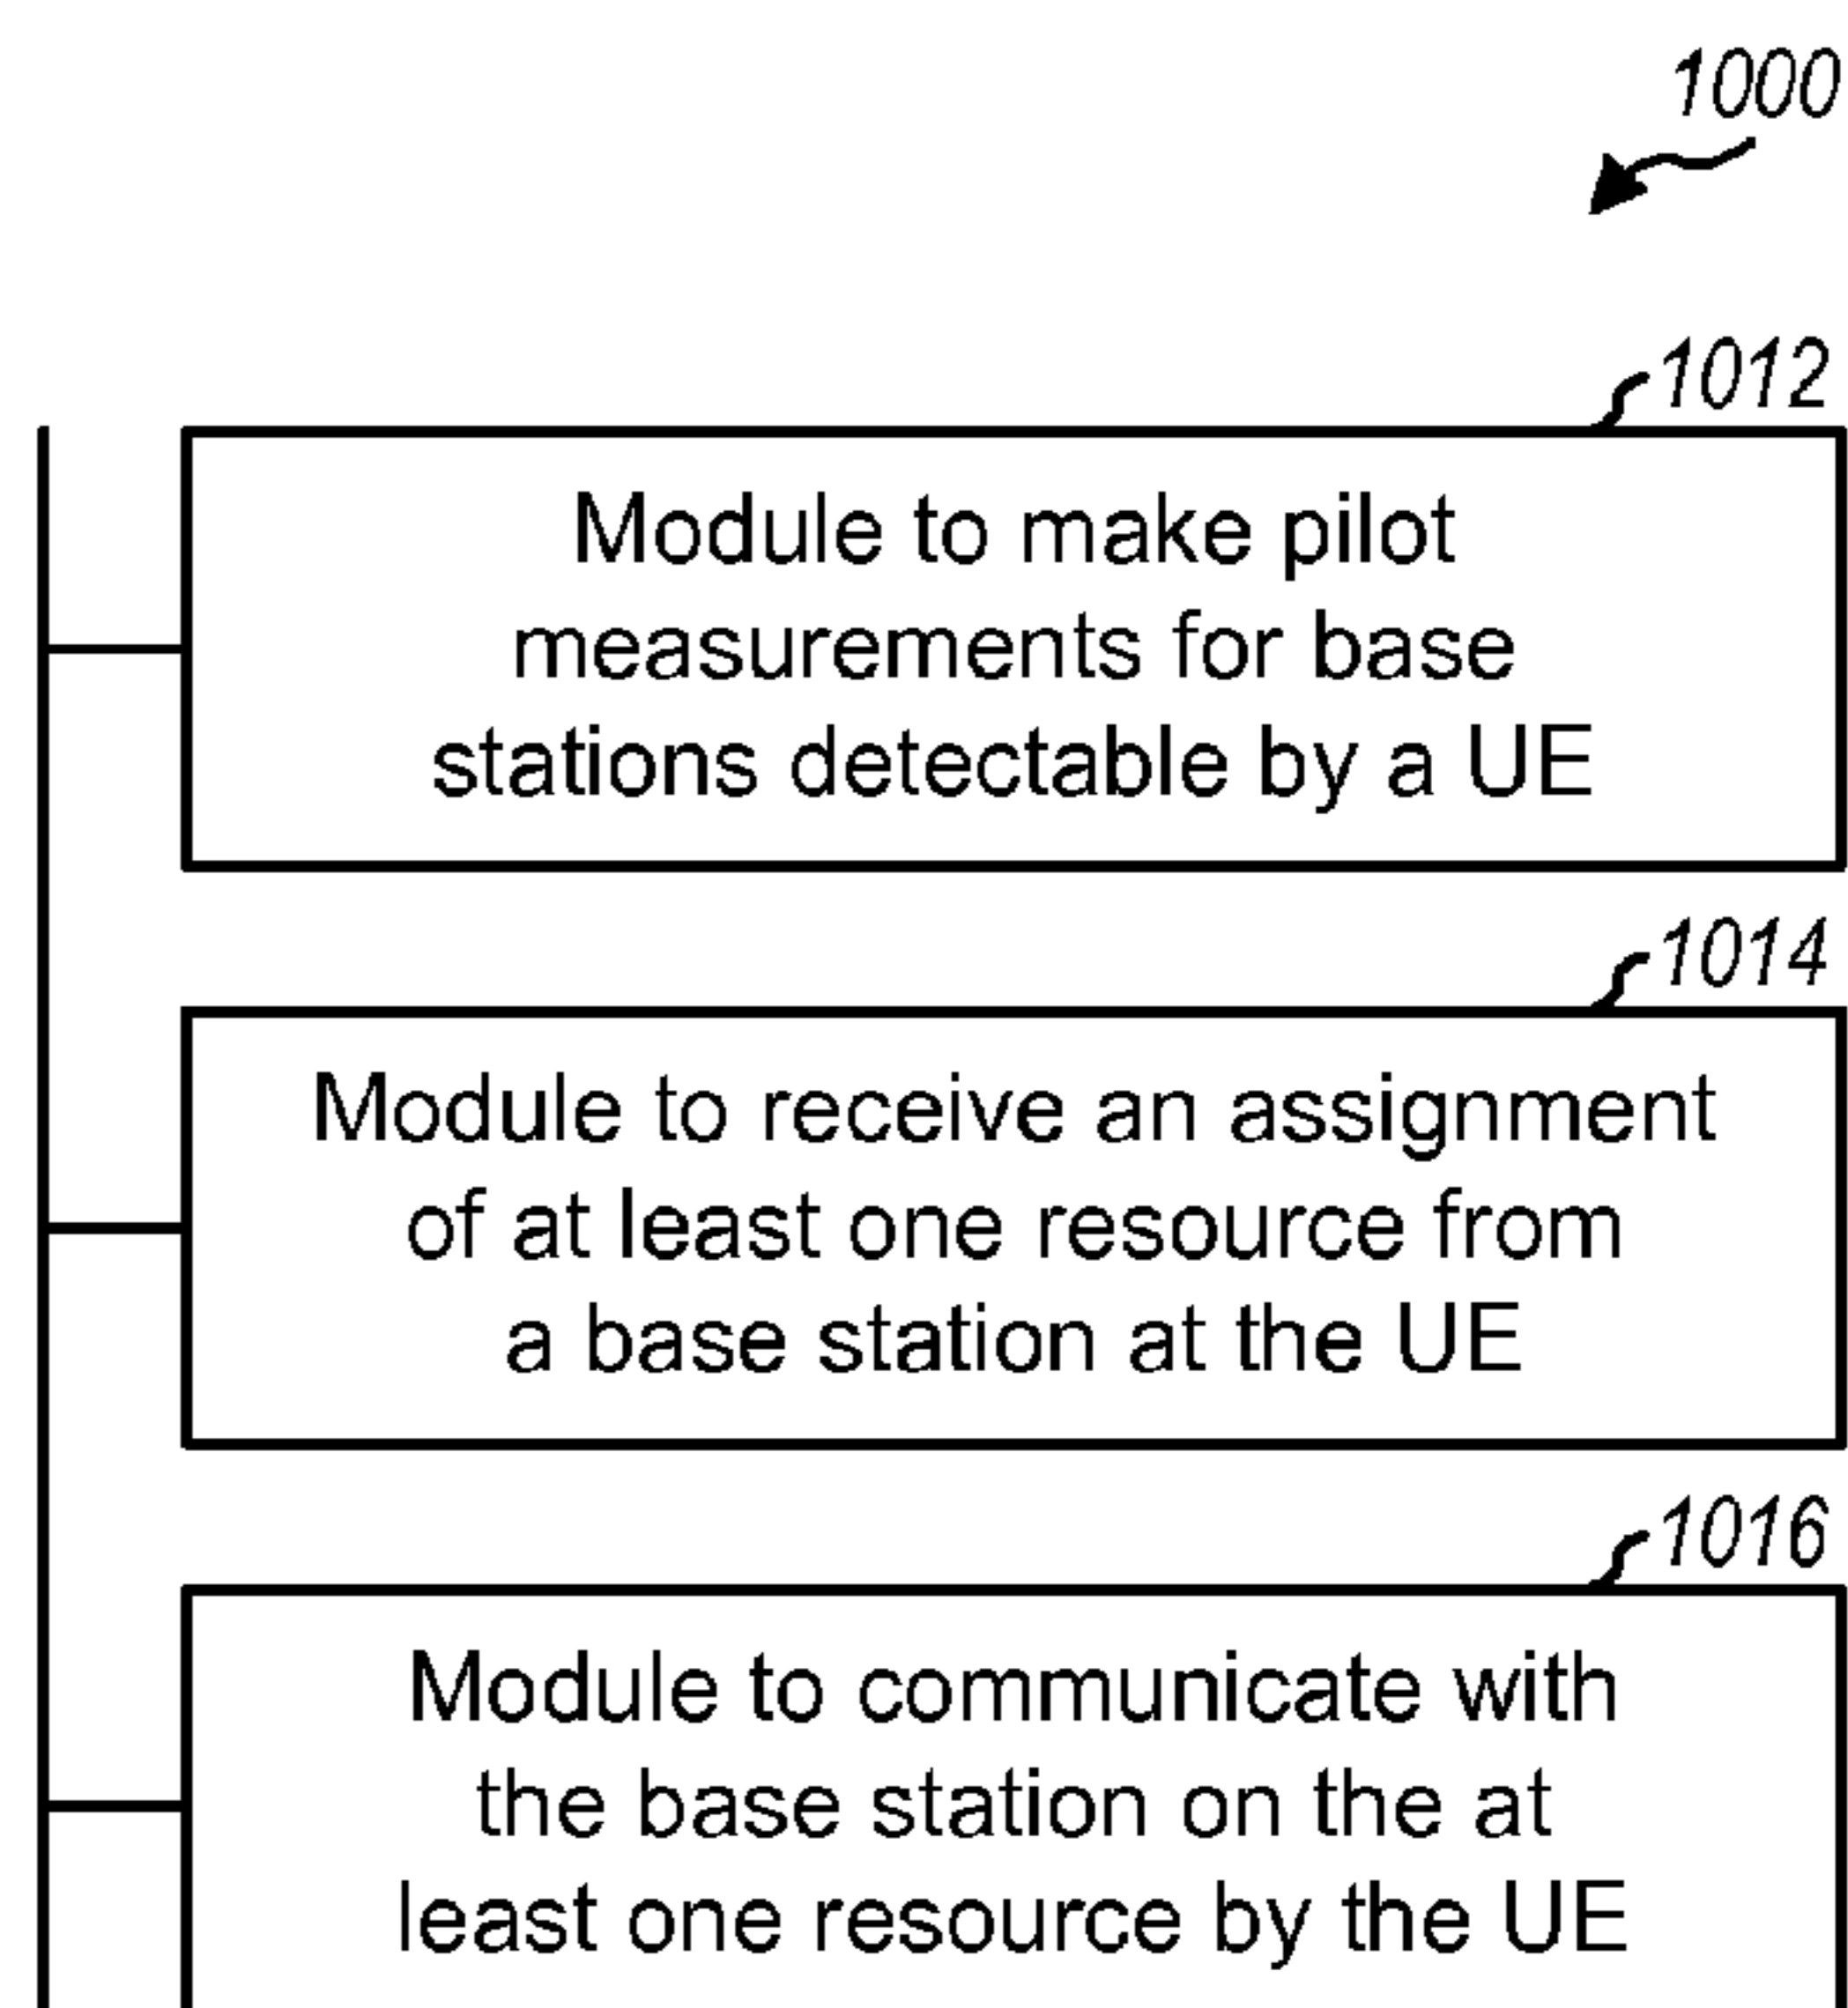 1000
1012
Module to make pilot
measurements for base
stations detectable by a UE
1014
Module to receive an assignment
of at least one resource from
a base station at the UE
1016
Module to communicate with
the base station on the at
least one resource by the UE